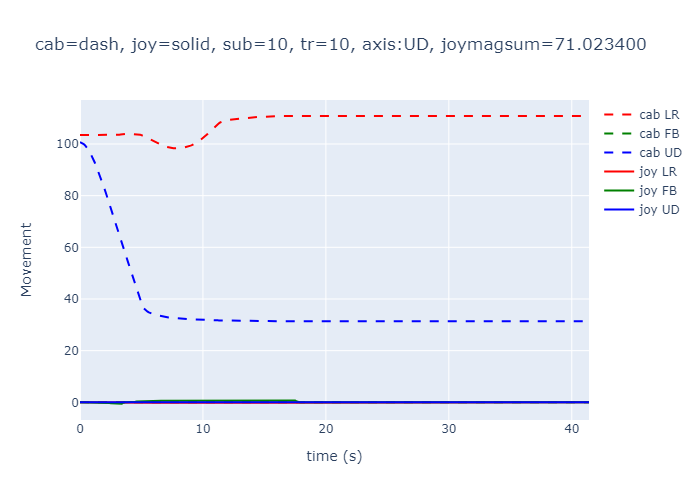 cab=dash, joy=solid, sub=10, tr=10, axis:UD, joymagsum=71.023400
cab LR
cab FB
cab UD
joy LR
joy FB
joy UD
Movement
100
80
60
40
20
0
0 10 20 30 40
time (s)